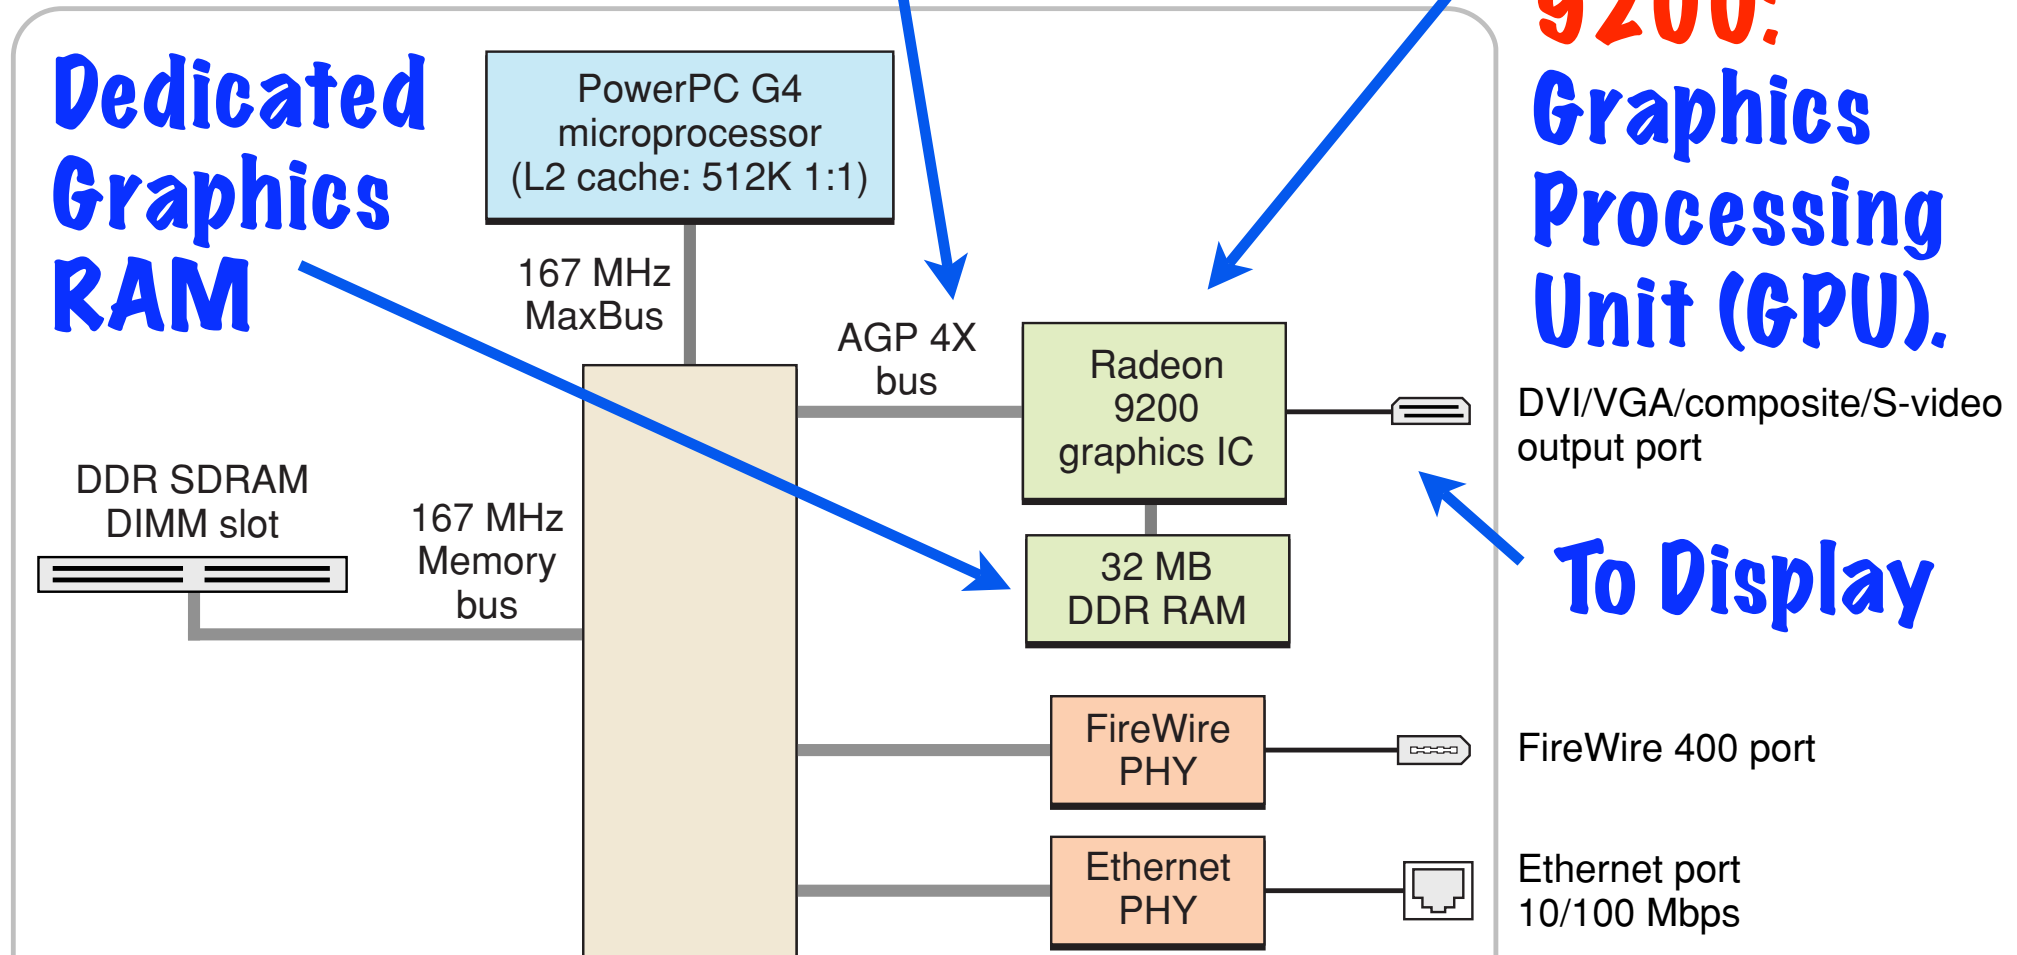 9200:
Graphics
Processing
Unit (GPU).
Dedicated
Graphics
RAM
PowerPC G4
microprocessor
(L2 cache: 512K 1:1)
167 MHz
MaxBus
AGP 4X
bus
Radeon
9200
graphics IC
DVI/VGA/composite/S-video
output port
DDR SDRAM
DIMM slot
167 MHz
Memory
bus
32 MB
DDR RAM
To Display
FireWire
PHY
FireWire 400 port
Ethernet
PHY
Ethernet port
10/100 Mbps